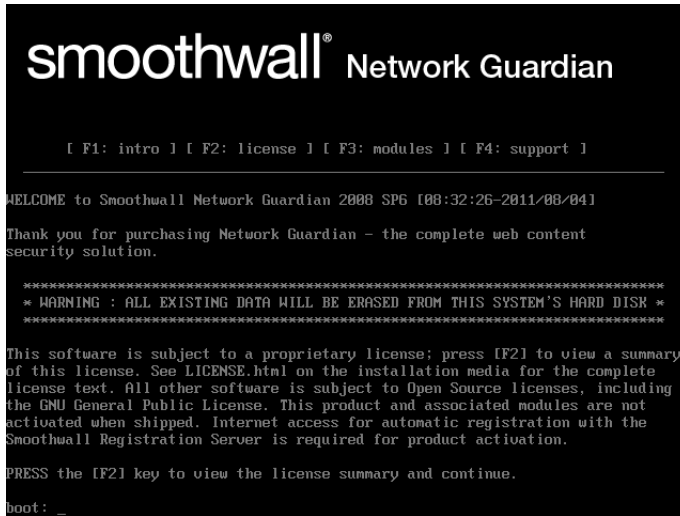 smoothwall® Network Guardian
[ F1: intro ] [ F2: license ] [ F3: modules ] [ F4: support ]
WELCOME to Smoothwall Network Guardian 2008 SP6 [08:32:26-2011/08/04]
Thank you for purchasing Network Guardian - the complete web content
security solution.
**************************************************************************
* WARNING : ALL EXISTING DATA WILL BE ERASED FROM THIS SYSTEM'S HARD DISK *
**************************************************************************
This software is subject to a proprietary license; press [F2] to view a summary
of this license. See LICENSE.html on the installation media for the complete
license text. All other software is subject to Open Source licenses, including
the GNU General Public License. This product and associated modules are not
activated when shipped. Internet access for automatic registration with the
Smoothwall Registration Server is required for product activation.
PRESS the [F2] key to view the license summary and continue.
boot: _